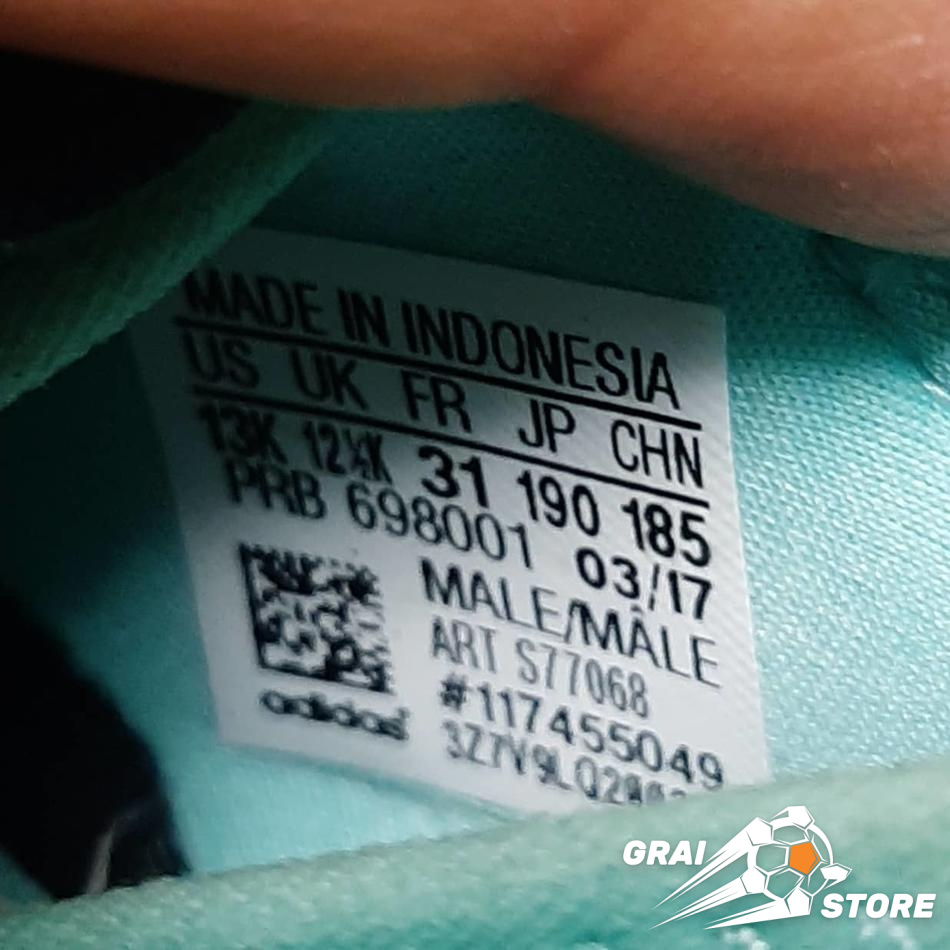 MADE IN INDONESIA
US UK FR JP CHN
13K 12½K 31 190 185
PRB 698001 03/17
MALE/MÂLE
ART S77068
#117455049
adidas
GRAI
STORE